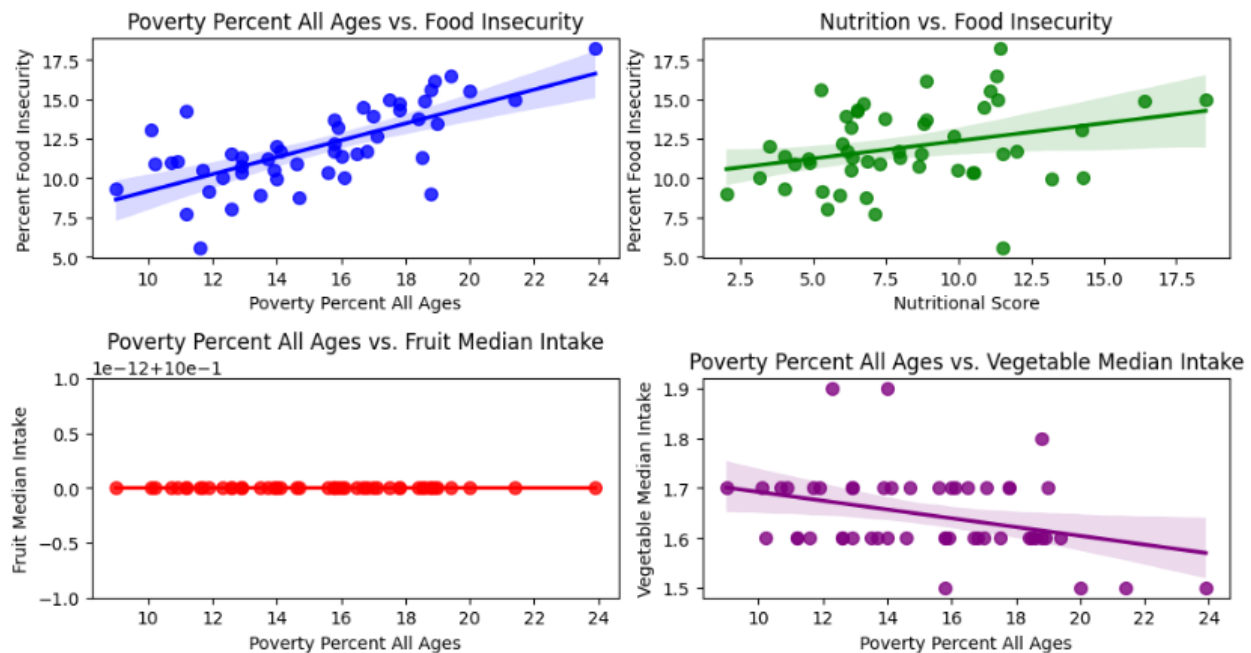 Poverty Percent All Ages vs. Food Insecurity
Percent Food Insecurity
17.5
15.0
12.5
10.0
7.5
5.0
10 12 14 16 18 20 22 24
Poverty Percent All Ages
Nutrition vs. Food Insecurity
Percent Food Insecurity
17.5
15.0
12.5
10.0
7.5
5.0
2.5 5.0 7.5 10.0 12.5 15.0 17.5
Nutritional Score
Poverty Percent All Ages vs. Fruit Median Intake
1e−12+10e−1
Fruit Median Intake
1.0
0.5
0.0
−0.5
−1.0
10 12 14 16 18 20 22 24
Poverty Percent All Ages
Poverty Percent All Ages vs. Vegetable Median Intake
Vegetable Median Intake
1.9
1.8
1.7
1.6
1.5
10 12 14 16 18 20 22 24
Poverty Percent All Ages